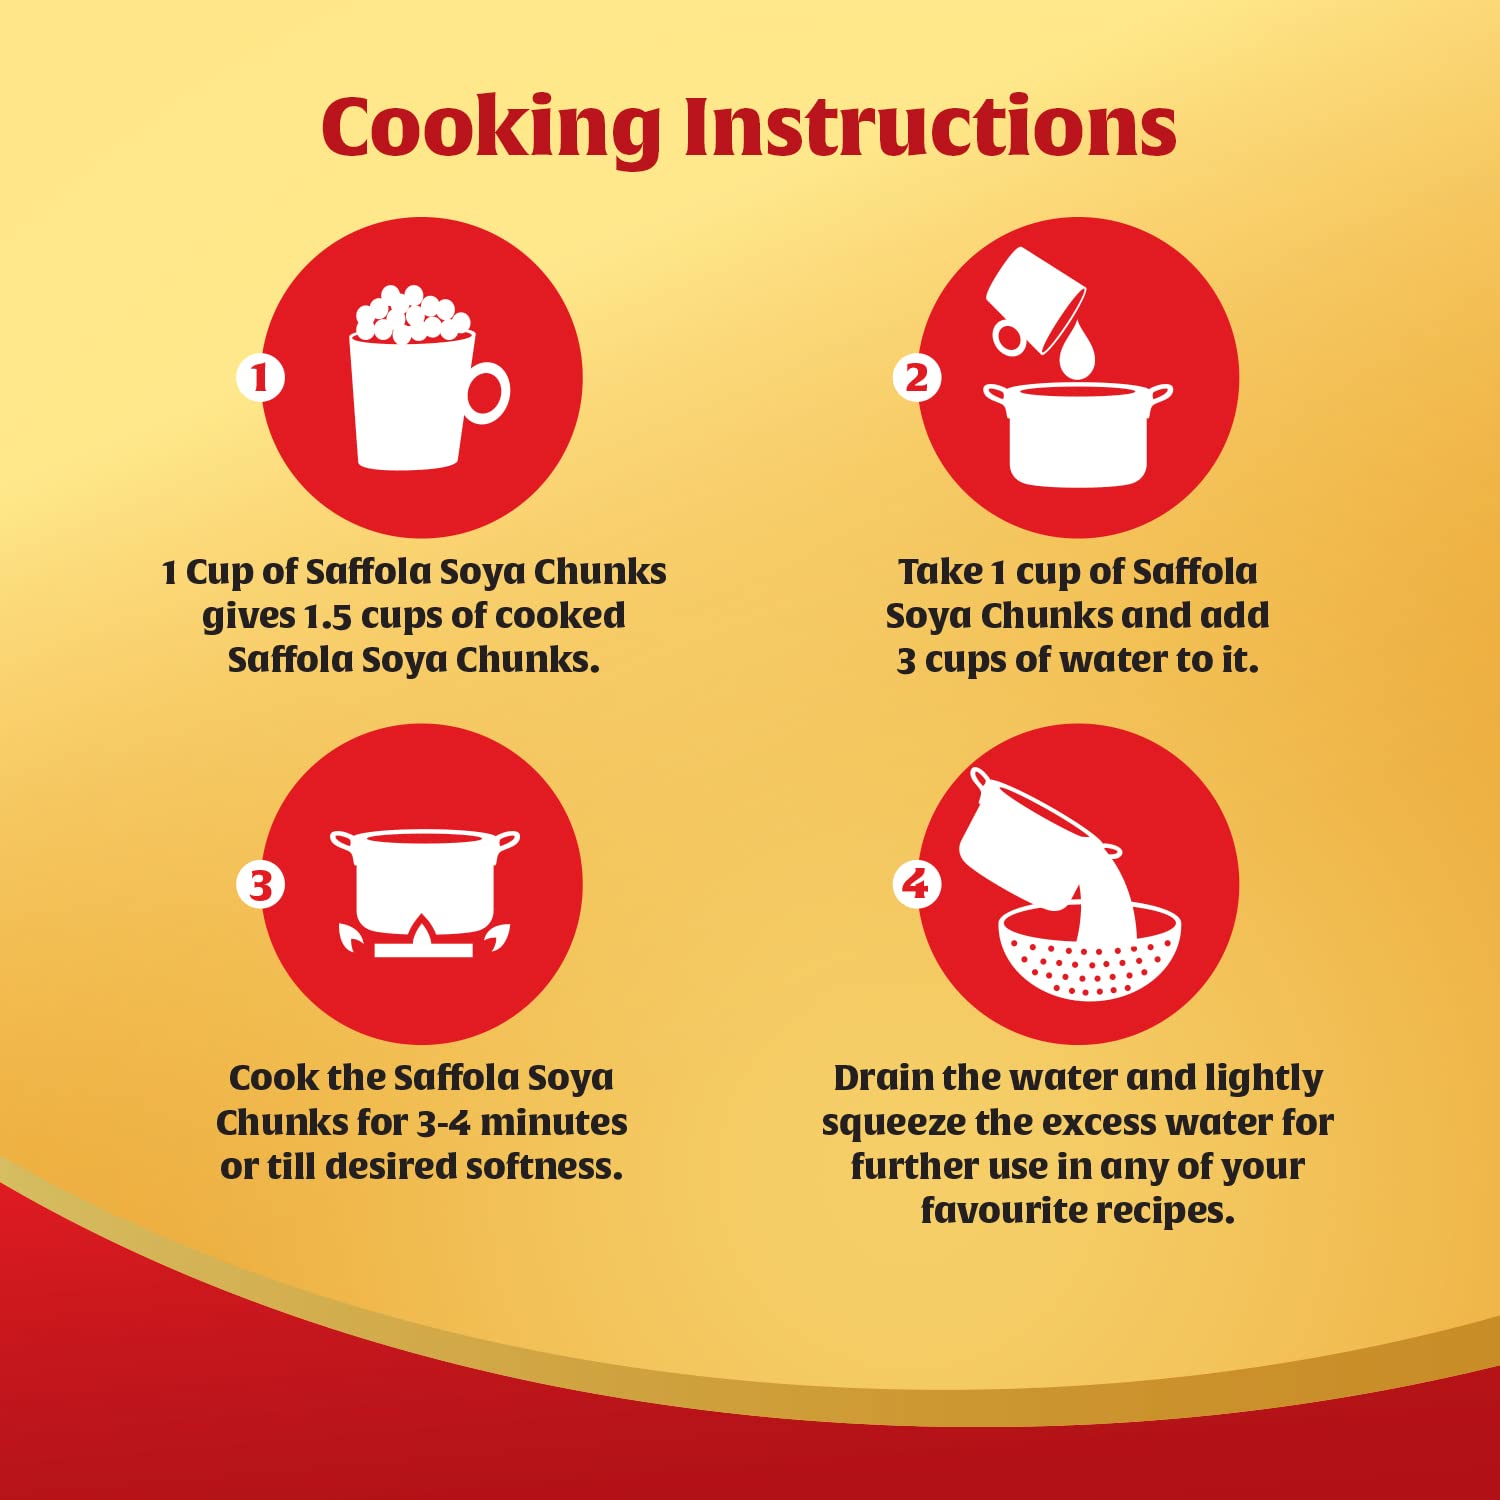 Cooking Instructions
1
1 Cup of Saffola Soya Chunks
gives 1.5 cups of cooked
Saffola Soya Chunks.
2
Take 1 cup of Saffola
Soya Chunks and add
3 cups of water to it.
3
Cook the Saffola Soya
Chunks for 3-4 minutes
or till desired softness.
4
Drain the water and lightly
squeeze the excess water for
further use in any of your
favourite recipes.